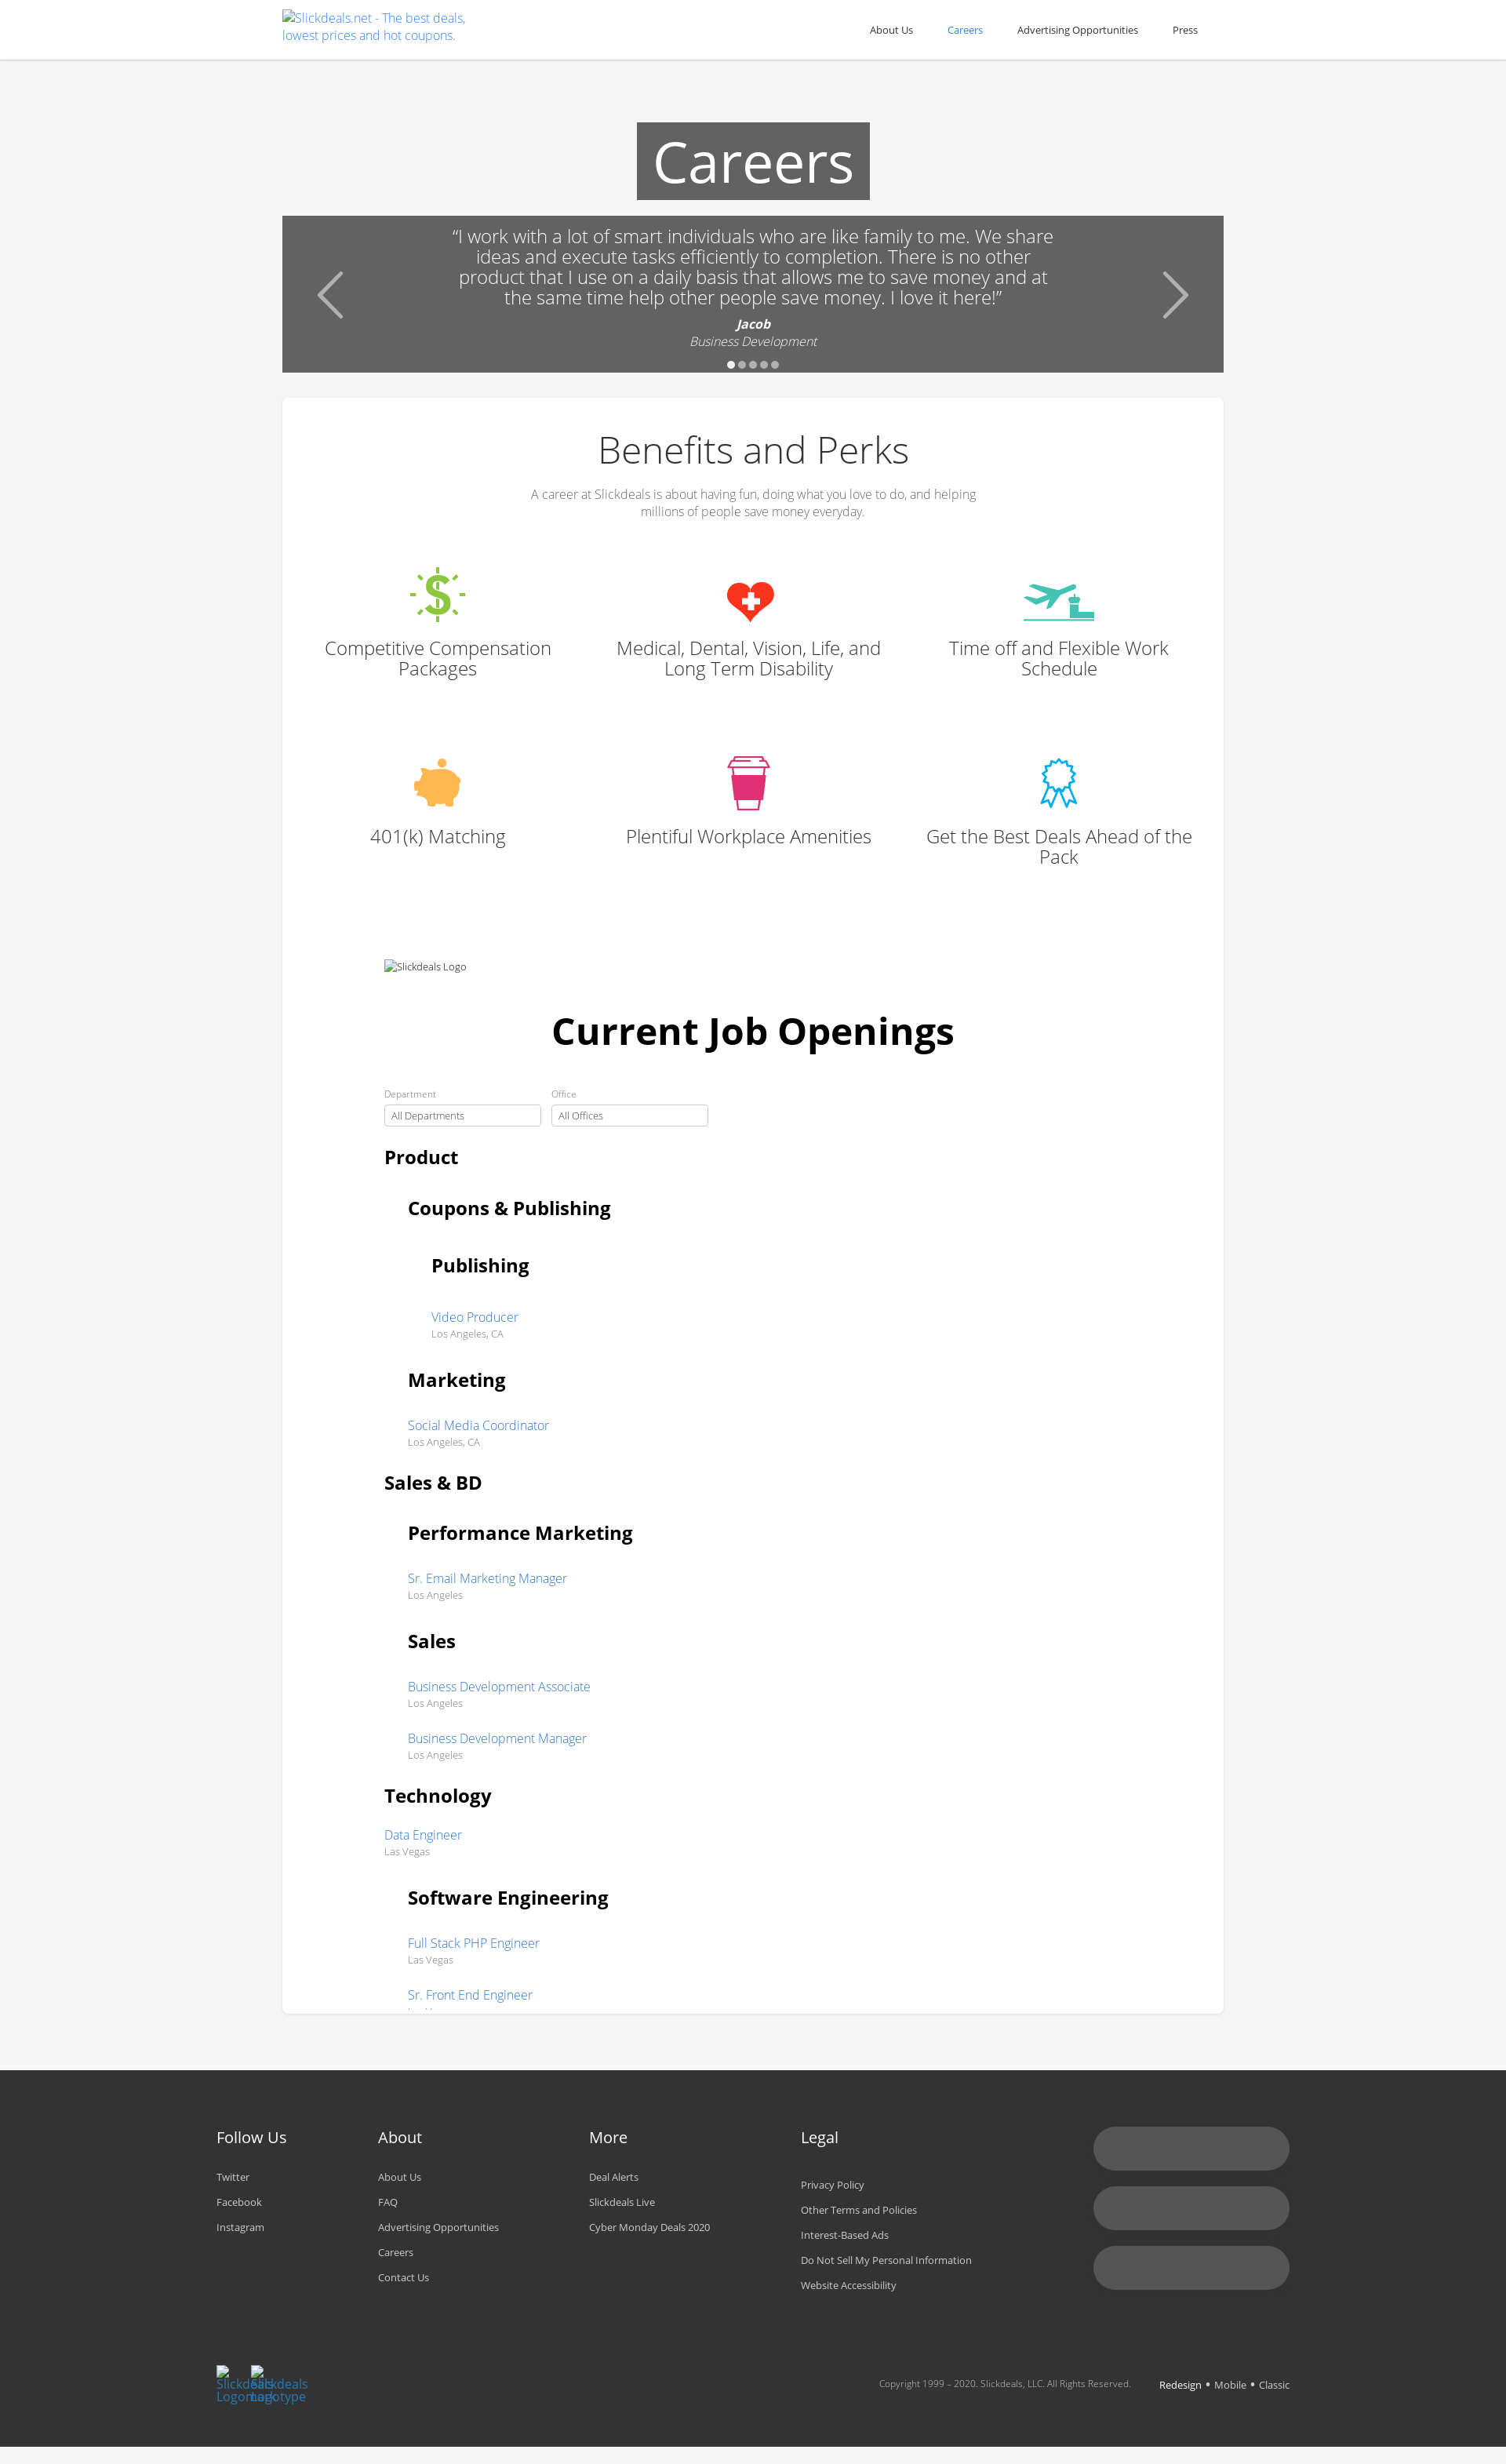 Slickdeals.net - The best deals,
lowest prices and hot coupons.
About Us
Careers
Advertising Opportunities
Press
Careers
“I work with a lot of smart individuals who are like family to me. We share
ideas and execute tasks efficiently to completion. There is no other
product that I use on a daily basis that allows me to save money and at
the same time help other people save money. I love it here!”
Jacob
Business Development
Benefits and Perks
A career at Slickdeals is about having fun, doing what you love to do, and helping
millions of people save money everyday.
Competitive Compensation
Packages
Medical, Dental, Vision, Life, and
Long Term Disability
Time off and Flexible Work
Schedule
401(k) Matching
Plentiful Workplace Amenities
Get the Best Deals Ahead of the
Pack
Slickdeals Logo
Current Job Openings
Department
Office
All Departments
All Offices
Product
Coupons & Publishing
Publishing
Video Producer
Los Angeles, CA
Marketing
Social Media Coordinator
Los Angeles, CA
Sales & BD
Performance Marketing
Sr. Email Marketing Manager
Los Angeles
Sales
Business Development Associate
Los Angeles
Business Development Manager
Los Angeles
Technology
Data Engineer
Las Vegas
Software Engineering
Full Stack PHP Engineer
Las Vegas
Sr. Front End Engineer
Follow Us
Twitter
Facebook
Instagram
About
About Us
FAQ
Advertising Opportunities
Careers
Contact Us
More
Deal Alerts
Slickdeals Live
Cyber Monday Deals 2020
Legal
Privacy Policy
Other Terms and Policies
Interest-Based Ads
Do Not Sell My Personal Information
Website Accessibility
Slickdeals
Logomark
Slickdeals
Logotype
Copyright 1999 – 2020. Slickdeals, LLC. All Rights Reserved.
Redesign • Mobile • Classic